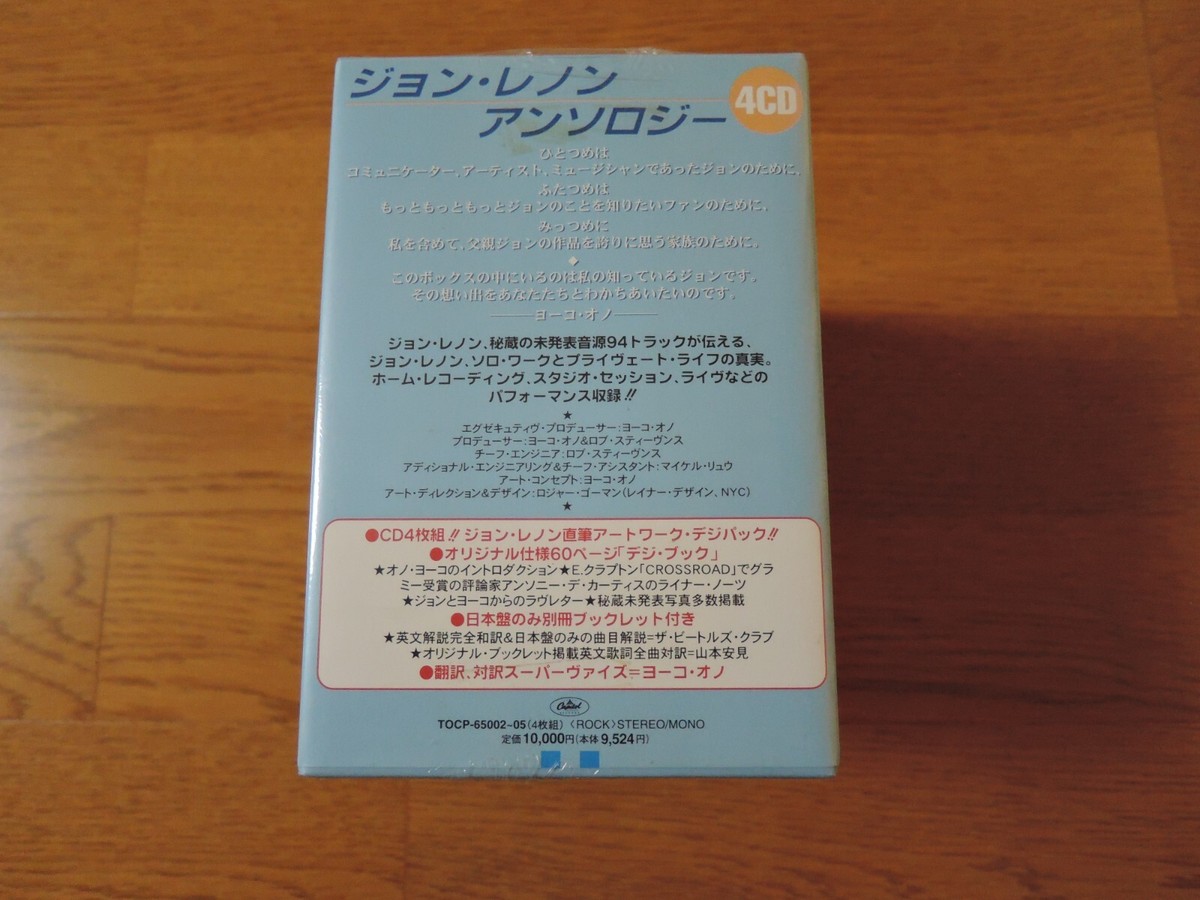 ジョン・レノン
アンソロジー
4CD
ひとつめは
コミュニケーター、アーティスト、ミュージシャンであったジョンのために、
ふたつめは
もっともっともっとジョンのことを知りたいファンのために、
みっつめに
私を含めて、父親ジョンの作品を誇りに思う家族のために。
◆
このボックスの中にいるのは私の知っているジョンです。
その想い出をあなたたちとわかちあいたいのです。
——ヨーコ・オノ——
ジョン・レノン、秘蔵の未発表音源94トラックが伝える、
ジョン・レノン、ソロ・ワークとプライヴェート・ライフの真実。
ホーム・レコーディング、スタジオ・セッション、ライヴなどの
パフォーマンス収録!!
★
エグゼキュティヴ・プロデューサー:ヨーコ・オノ
プロデューサー:ヨーコ・オノ&ロブ・スティーヴンス
チーフ・エンジニア:ロブ・スティーヴンス
アディショナル・エンジニアリング&チーフ・アシスタント:マイケル・リュウ
アート・コンセプト:ヨーコ・オノ
アート・ディレクション&デザイン:ロジャー・ゴーマン(レイナー・デザイン、NYC)
★
●CD4枚組!!ジョン・レノン直筆アートワーク・デジパック!!
●オリジナル仕様60ページ「デジ・ブック」
★オノ・ヨーコのイントロダクション★E.クラプトン「CROSSROAD」でグラ
ミー受賞の評論家アンソニー・デ・カーティスのライナー・ノーツ
★ジョンとヨーコからのラヴレター★秘蔵未発表写真多数掲載
●日本盤のみ別冊ブックレット付き
★英文解説完全和訳&日本盤のみの曲目解説=ザ・ビートルズ・クラブ
★オリジナル・ブックレット掲載英文歌詞全曲対訳=山本安見
●翻訳、対訳スーパーヴァイズ=ヨーコ・オノ
Capitol
TOCP-65002~05(4枚組) 〈ROCK〉STEREO/MONO
定価10,000円(本体9,524円)